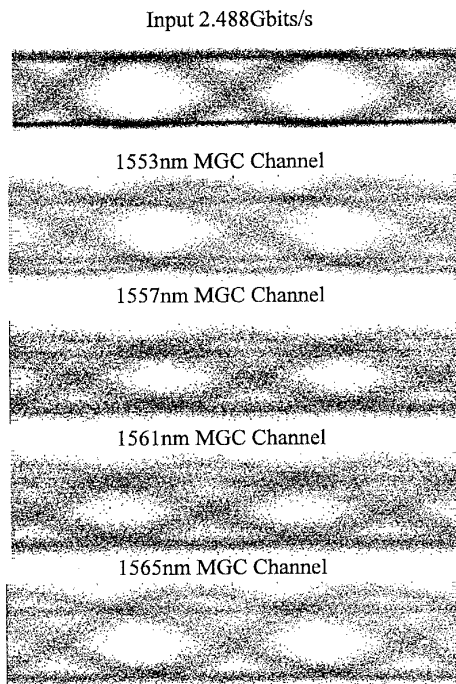 Input 2.488Gbits/s
1553nm MGC Channel
1557nm MGC Channel
1561nm MGC Channel
1565nm MGC Channel